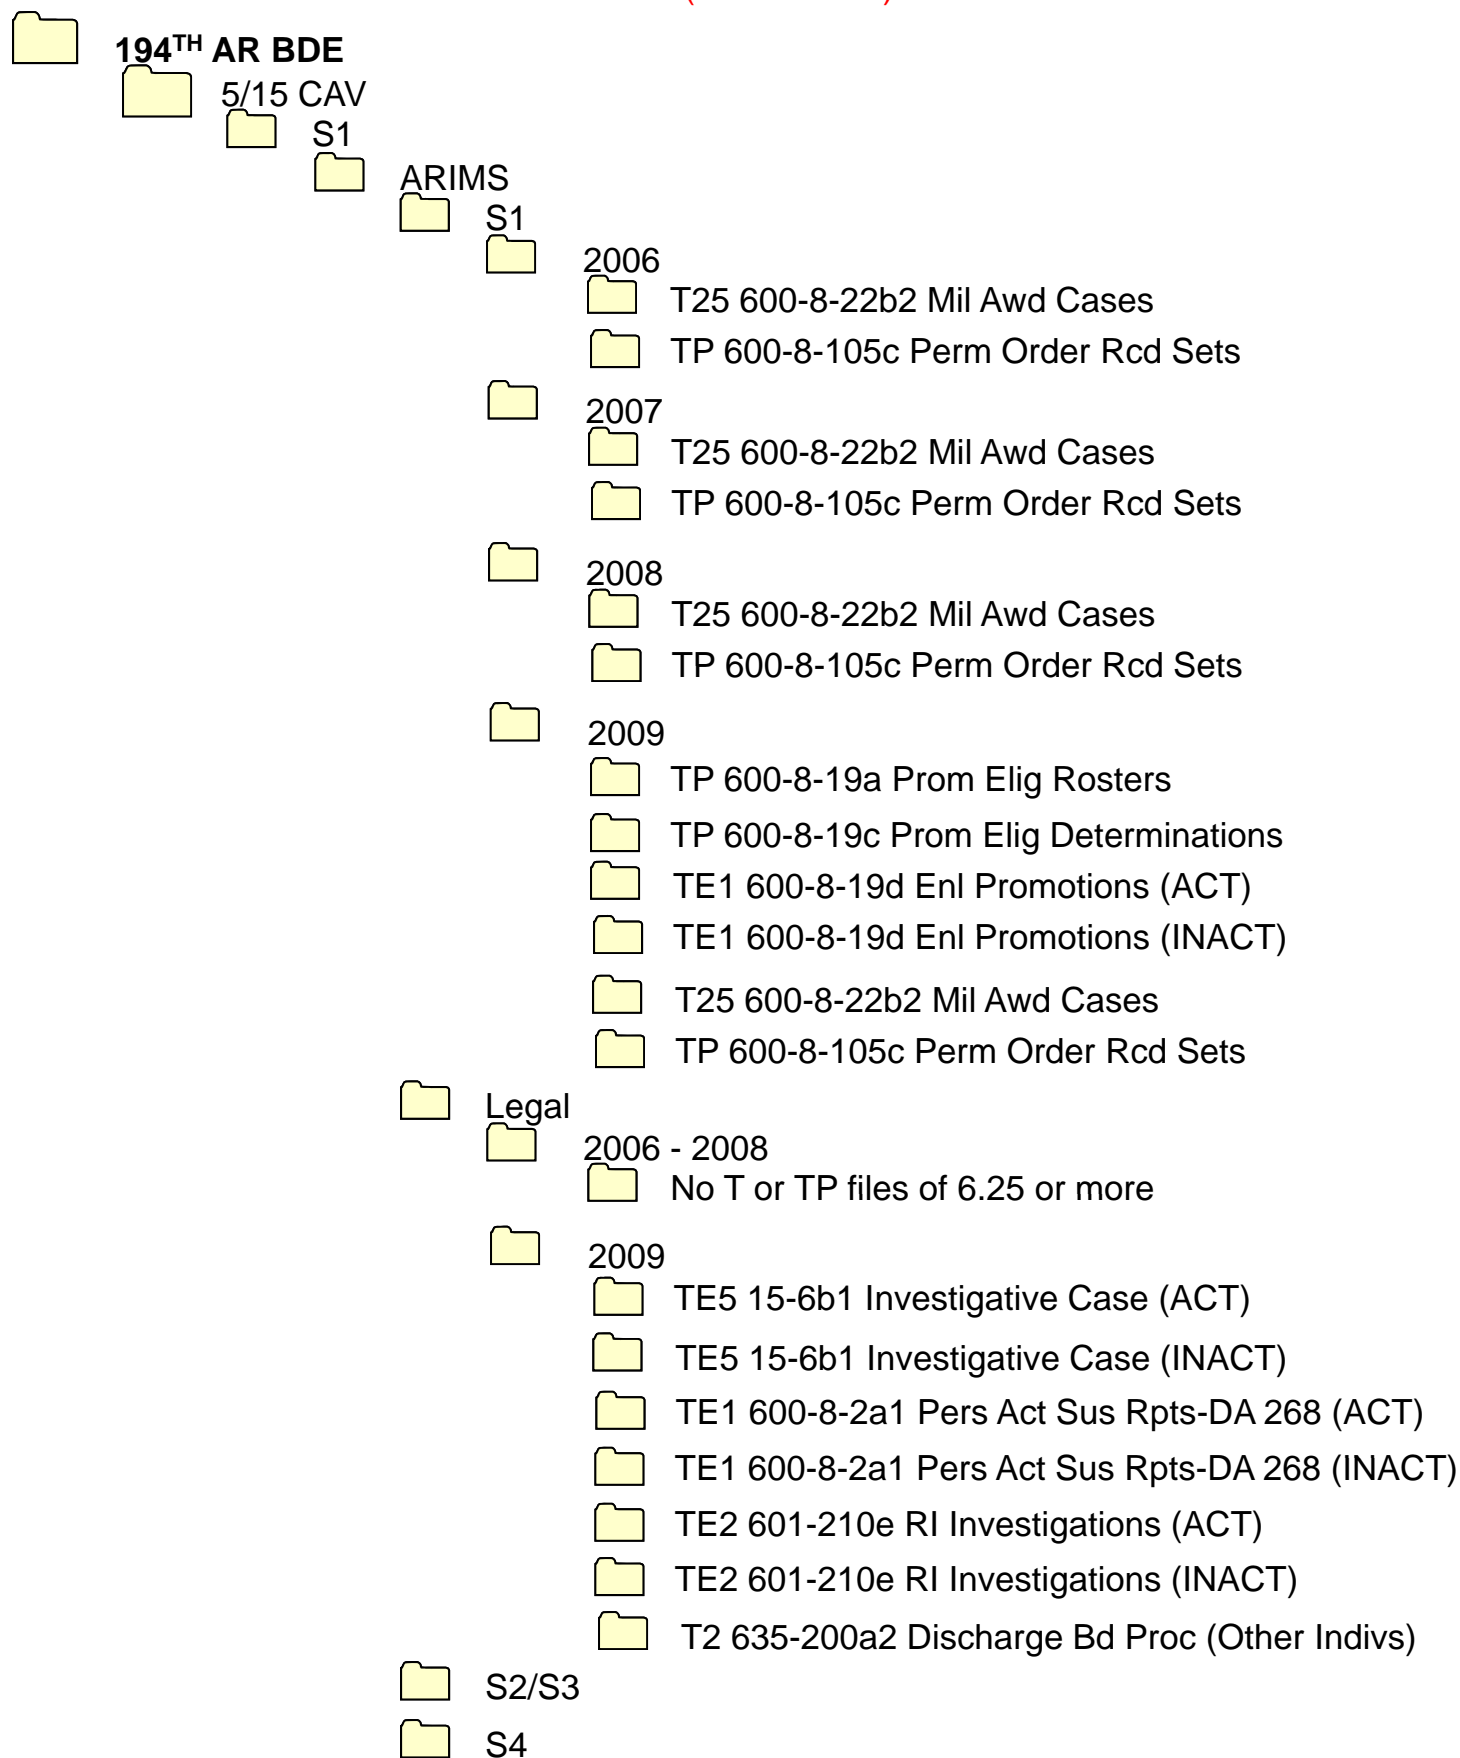 194TH AR BDE
5/15 CAV
S1
ARIMS
S1
2006
T25 600-8-22b2 Mil Awd Cases
TP 600-8-105c Perm Order Rcd Sets
2007
T25 600-8-22b2 Mil Awd Cases
TP 600-8-105c Perm Order Rcd Sets
2008
T25 600-8-22b2 Mil Awd Cases
TP 600-8-105c Perm Order Rcd Sets
2009
TP 600-8-19a Prom Elig Rosters
TP 600-8-19c Prom Elig Determinations
TE1 600-8-19d Enl Promotions (ACT)
TE1 600-8-19d Enl Promotions (INACT)
T25 600-8-22b2 Mil Awd Cases
TP 600-8-105c Perm Order Rcd Sets
Legal
2006 - 2008
No T or TP files of 6.25 or more
2009
TE5 15-6b1 Investigative Case (ACT)
TE5 15-6b1 Investigative Case (INACT)
TE1 600-8-2a1 Pers Act Sus Rpts-DA 268 (ACT)
TE1 600-8-2a1 Pers Act Sus Rpts-DA 268 (INACT)
TE2 601-210e RI Investigations (ACT)
TE2 601-210e RI Investigations (INACT)
T2 635-200a2 Discharge Bd Proc (Other Indivs)
S2/S3
S4